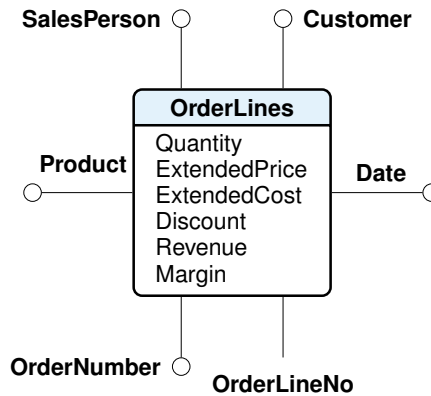 SalesPerson
Customer
OrderLines
Quantity
Product
ExtendedPrice
Date
ExtendedCost
Discount
Revenue
Margin
OrderNumber
OrderLineNo